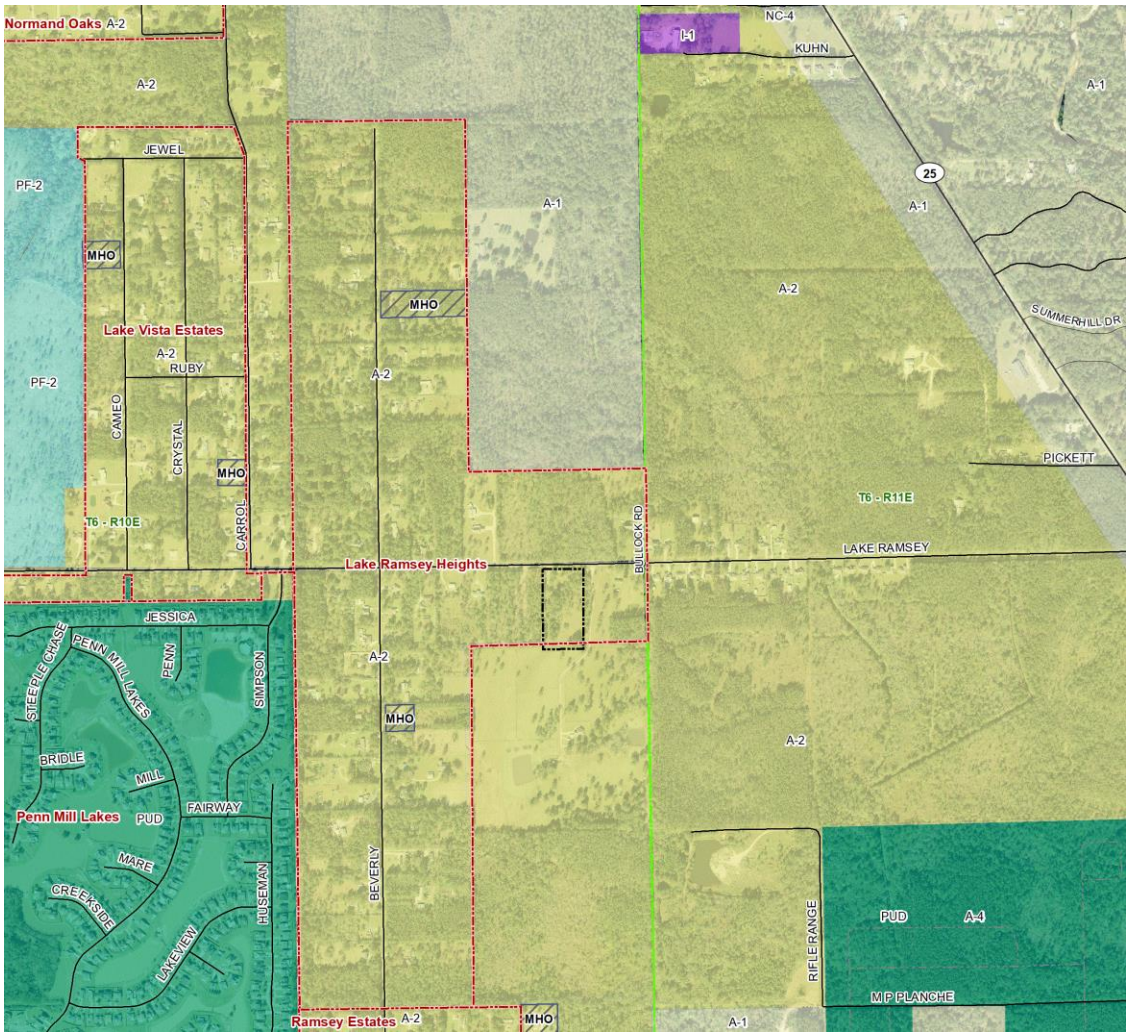 Normand Oaks A-2
NC-4
I-1
KUHN
A-2
A-1
JEWEL
25
PF-2
A-1
A-1
MHO
A-2
MHO
SUMMERHILL DR
Lake Vista Estates
A-2
RUBY
A-2
PF-2
CAMEO
CRYSTAL
PICKETT
MHO
T6 - R11E
T6 - R10E
CARROL
BULLOCK RD
LAKE RAMSEY
Lake Ramsey Heights
JESSICA
STEEPLE CHASE
PENN MILL LAKES
PENN
SIMPSON
A-2
MHO
A-2
BRIDLE
MILL
FAIRWAY
Penn Mill Lakes
PUD
MARE
BEVERLY
HUSEMAN
CREEKSIDE
LAKEVIEW
RIFLE RANGE
PUD
A-4
M P PLANCHE
Ramsey Estates
A-2
MHO
A-1